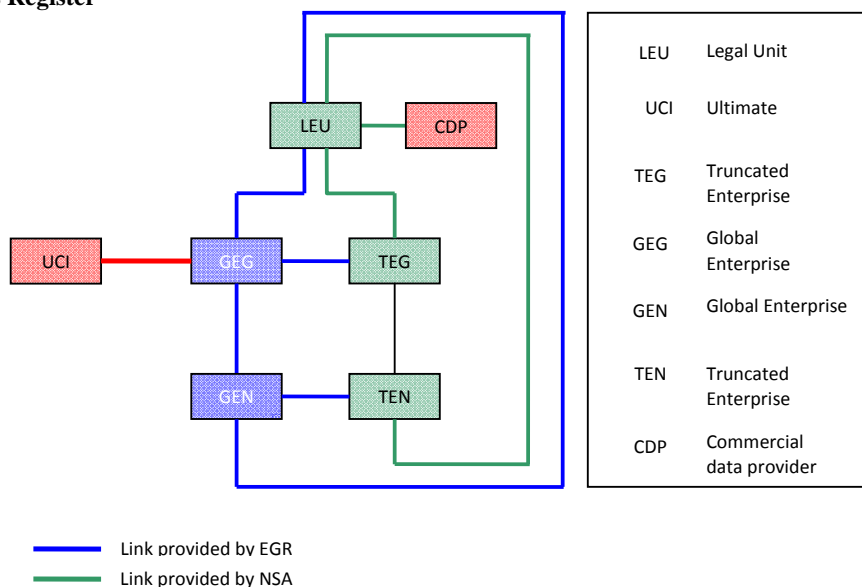 Register
LEU
CDP
UCI
GEG
TEG
GEN
TEN
LEU Legal Unit
UCI Ultimate
TEG Truncated
Enterprise
GEG Global
Enterprise
GEN Global Enterprise
TEN Truncated
Enterprise
CDP Commercial
data provider
Link provided by EGR
Link provided by NSA